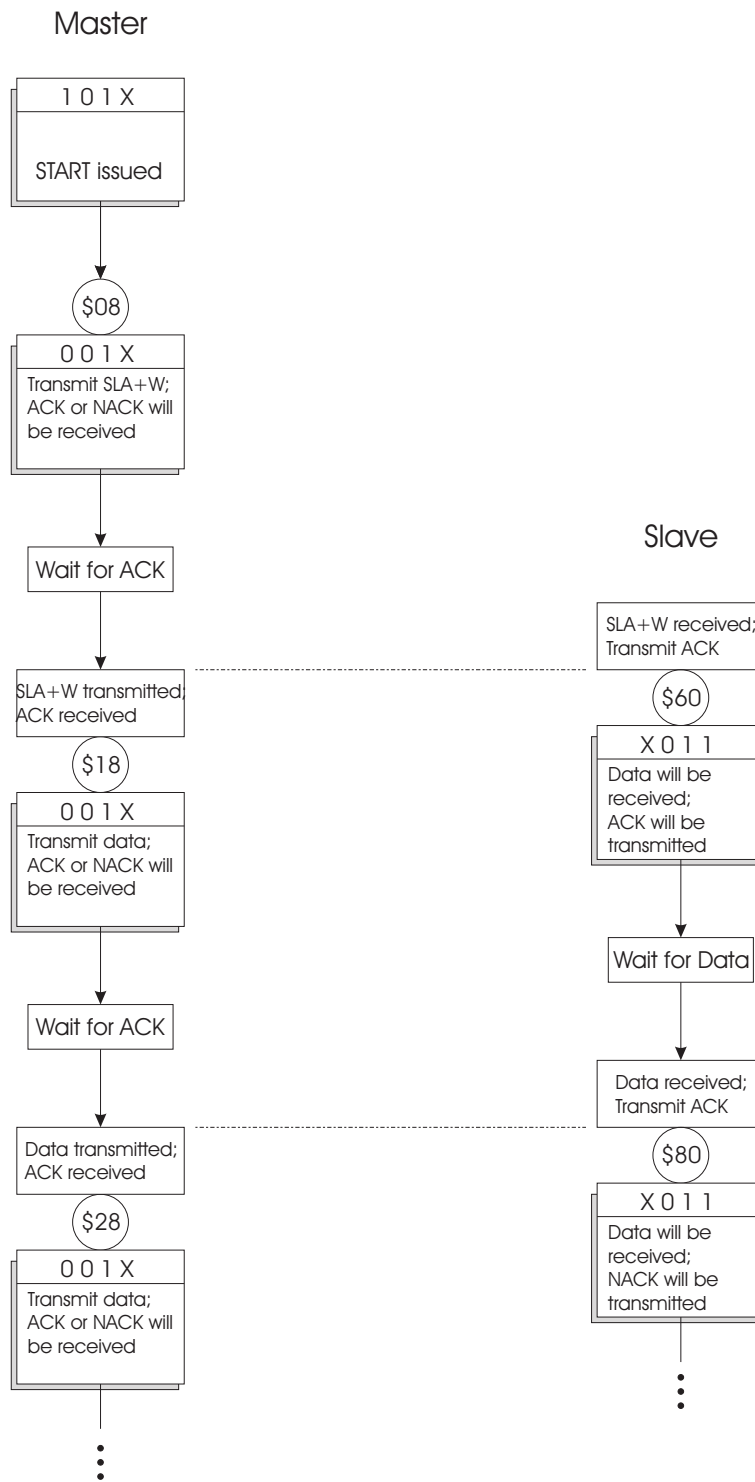 Master
1 0 1 X
START issued
$08
0 0 1 X
Transmit SLA+W;
ACK or NACK will
be received
Wait for ACK
SLA+W transmitted;
ACK received
$18
0 0 1 X
Transmit data;
ACK or NACK will
be received
Wait for ACK
Data transmitted;
ACK received
$28
0 0 1 X
Transmit data;
ACK or NACK will
be received
Slave
SLA+W received;
Transmit ACK
$60
X 0 1 1
Data will be
received;
ACK will be
transmitted
Wait for Data
Data received;
Transmit ACK
$80
X 0 1 1
Data will be
received;
NACK will be
transmitted